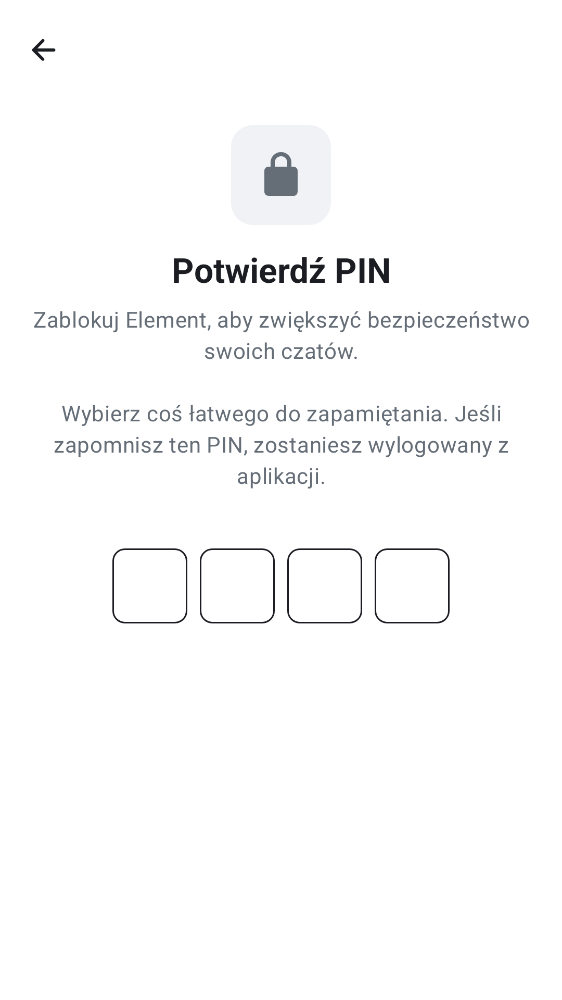 Potwierdź PIN
Zablokuj Element, aby zwiększyć bezpieczeństwo
swoich czatów.
Wybierz coś łatwego do zapamiętania. Jeśli
zapomnisz ten PIN, zostaniesz wylogowany z
aplikacji.